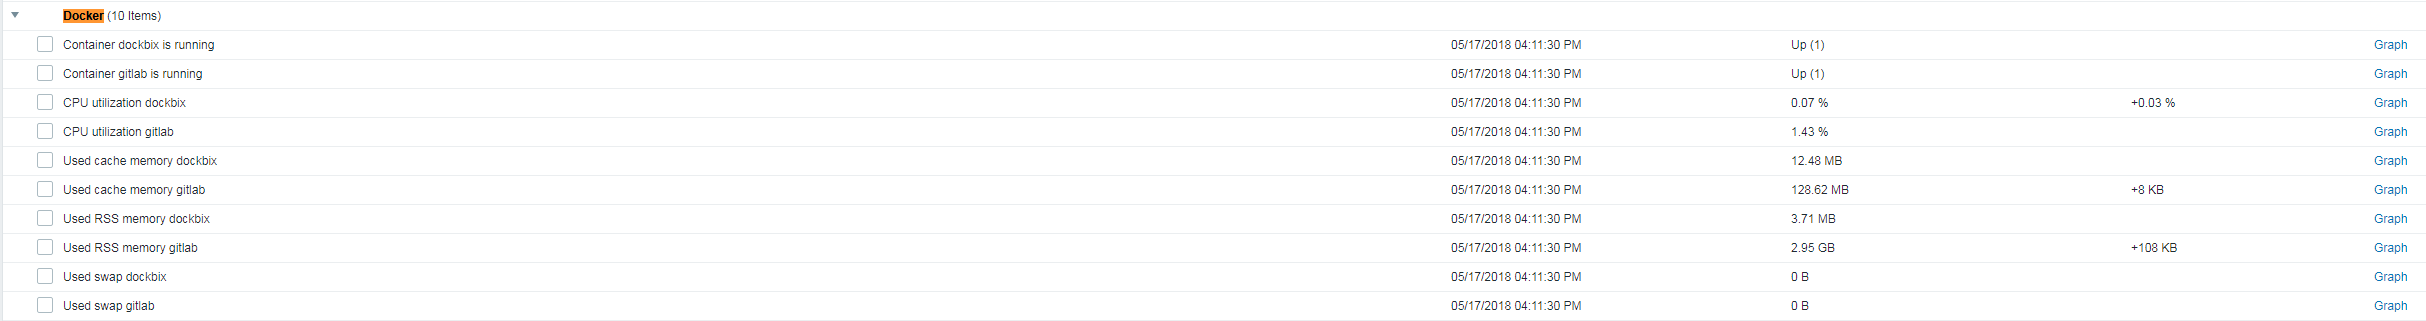 Docker (10 Items)
Container dockbix is running 05/17/2018 04:11:30 PM Up (1) Graph
Container gitlab is running 05/17/2018 04:11:30 PM Up (1) Graph
CPU utilization dockbix 05/17/2018 04:11:30 PM 0.07 % +0.03 % Graph
CPU utilization gitlab 05/17/2018 04:11:30 PM 1.43 % Graph
Used cache memory dockbix 05/17/2018 04:11:30 PM 12.48 MB Graph
Used cache memory gitlab 05/17/2018 04:11:30 PM 128.62 MB +8 KB Graph
Used RSS memory dockbix 05/17/2018 04:11:30 PM 3.71 MB Graph
Used RSS memory gitlab 05/17/2018 04:11:30 PM 2.95 GB +108 KB Graph
Used swap dockbix 05/17/2018 04:11:30 PM 0 B Graph
Used swap gitlab 05/17/2018 04:11:30 PM 0 B Graph